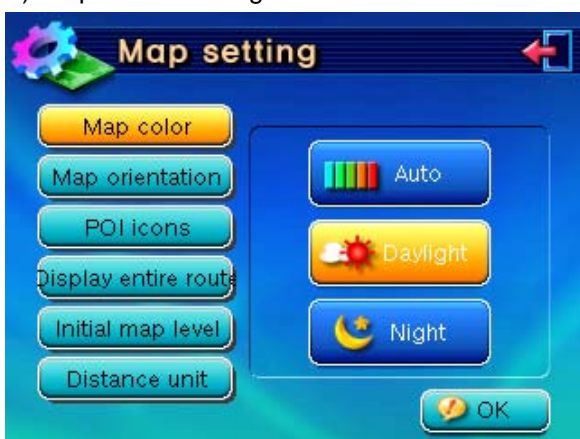 Map setting
Map color
Map orientation
POI icons
Display entire route
Initial map level
Distance unit
Auto
Daylight
Night
OK